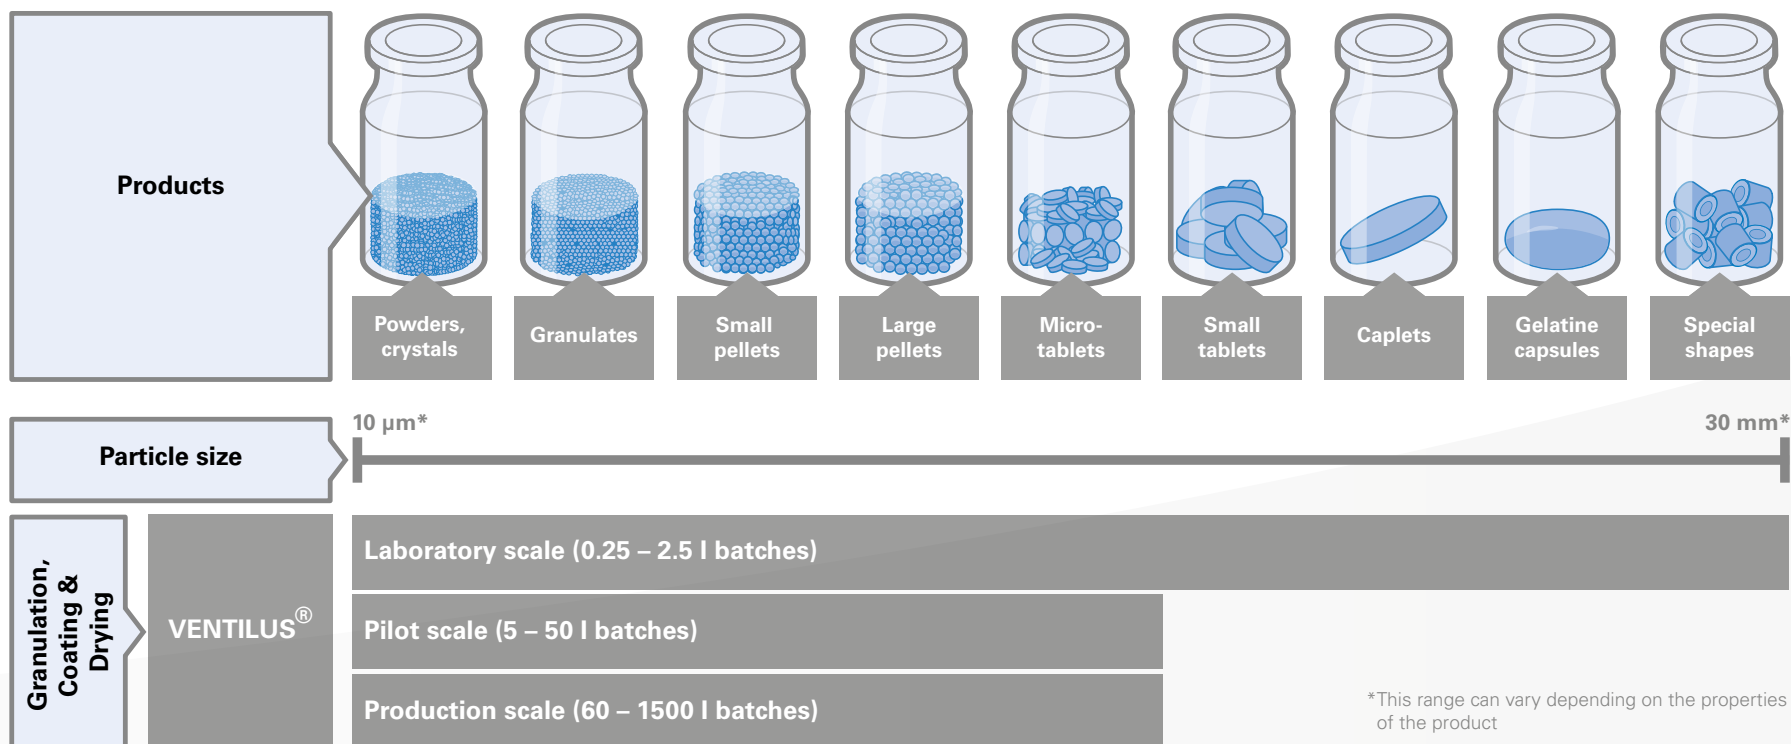 Products
Powders,
crystals
Granulates
Small
pellets
Large
pellets
Micro-
tablets
Small
tablets
Caplets
Gelatine
capsules
Special
shapes
Particle size
10 µm*
30 mm*
Granulation,
Coating &
Drying
VENTILUS®
Laboratory scale (0.25 – 2.5 l batches)
Pilot scale (5 – 50 l batches)
Production scale (60 – 1500 l batches)
*This range can vary depending on the properties
of the product